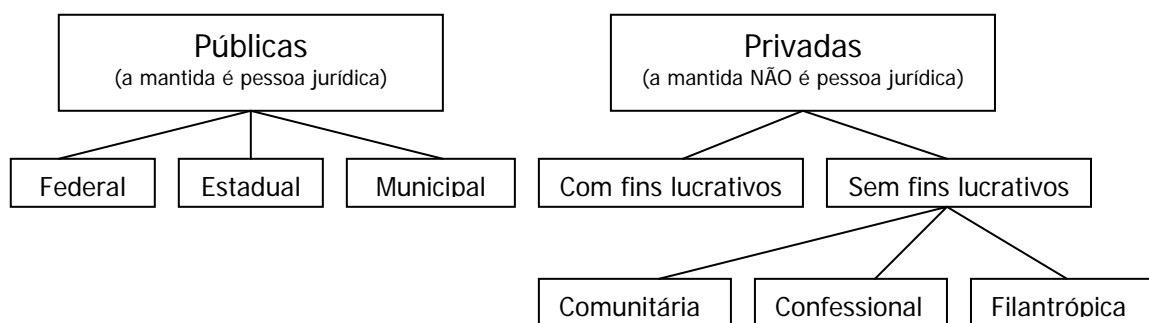 Públicas
(a mantida é pessoa jurídica)
Privadas
(a mantida NÃO é pessoa jurídica)
Federal
Estadual
Municipal
Com fins lucrativos
Sem fins lucrativos
Comunitária
Confessional
Filantrópica